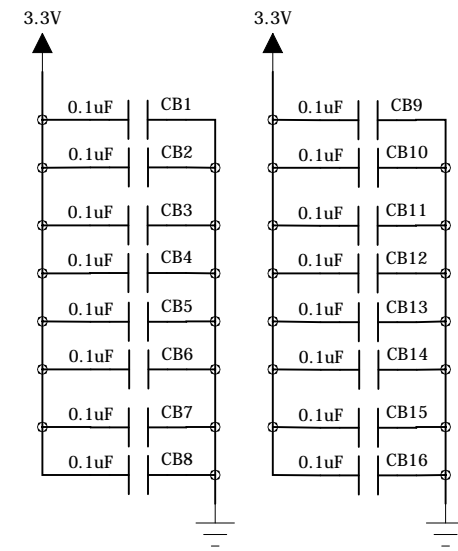 3.3V 3.3V
0.1uF CB1 0.1uF CB9
0.1uF CB2 0.1uF CB10
0.1uF CB3 0.1uF CB11
0.1uF CB4 0.1uF CB12
0.1uF CB5 0.1uF CB13
0.1uF CB6 0.1uF CB14
0.1uF CB7 0.1uF CB15
0.1uF CB8 0.1uF CB16